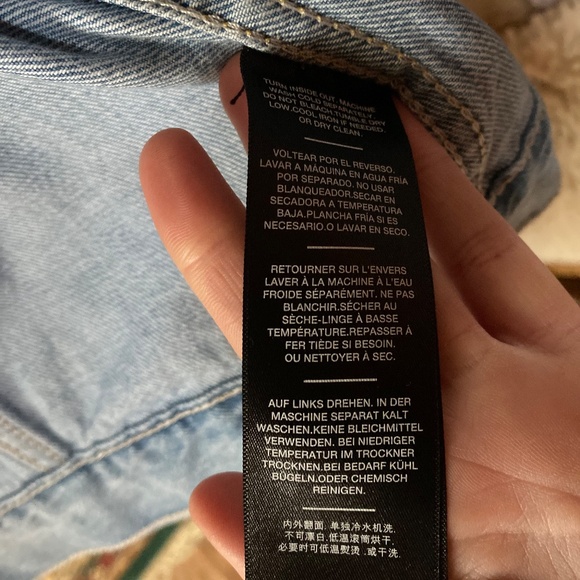 TURN INSIDE OUT. MACHINE
WASH COLD SEPARATELY.
DO NOT BLEACH.TUMBLE DRY
LOW.COOL IRON IF NEEDED.
OR DRY CLEAN.
VOLTEAR POR EL REVERSO.
LAVAR A MÁQUINA EN AGUA FRÍA
POR SEPARADO. NO USAR
BLANQUEADOR.SECAR EN
SECADORA A TEMPERATURA
BAJA.PLANCHA FRÍA SI ES
NECESARIO.O LAVAR EN SECO.
RETOURNER SUR L'ENVERS
LAVER À LA MACHINE À L'EAU
FROIDE SÉPARÉMENT. NE PAS
BLANCHIR.SÉCHER AU
SÈCHE-LINGE À BASSE
TEMPÉRATURE.REPASSER À
FER TIÈDE SI BESOIN.
OU NETTOYER À SEC.
AUF LINKS DREHEN. IN DER
MASCHINE SEPARAT KALT
WASCHEN.KEINE BLEICHMITTEL
VERWENDEN. BEI NIEDRIGER
TEMPERATUR IM TROCKNER
TROCKNEN.BEI BEDARF KÜHL
BÜGELN.ODER CHEMISCH
REINIGEN.
内外翻面. 单独冷水机洗.
不可漂白.低温滚筒烘干.
必要时可低温熨烫 .或干洗.